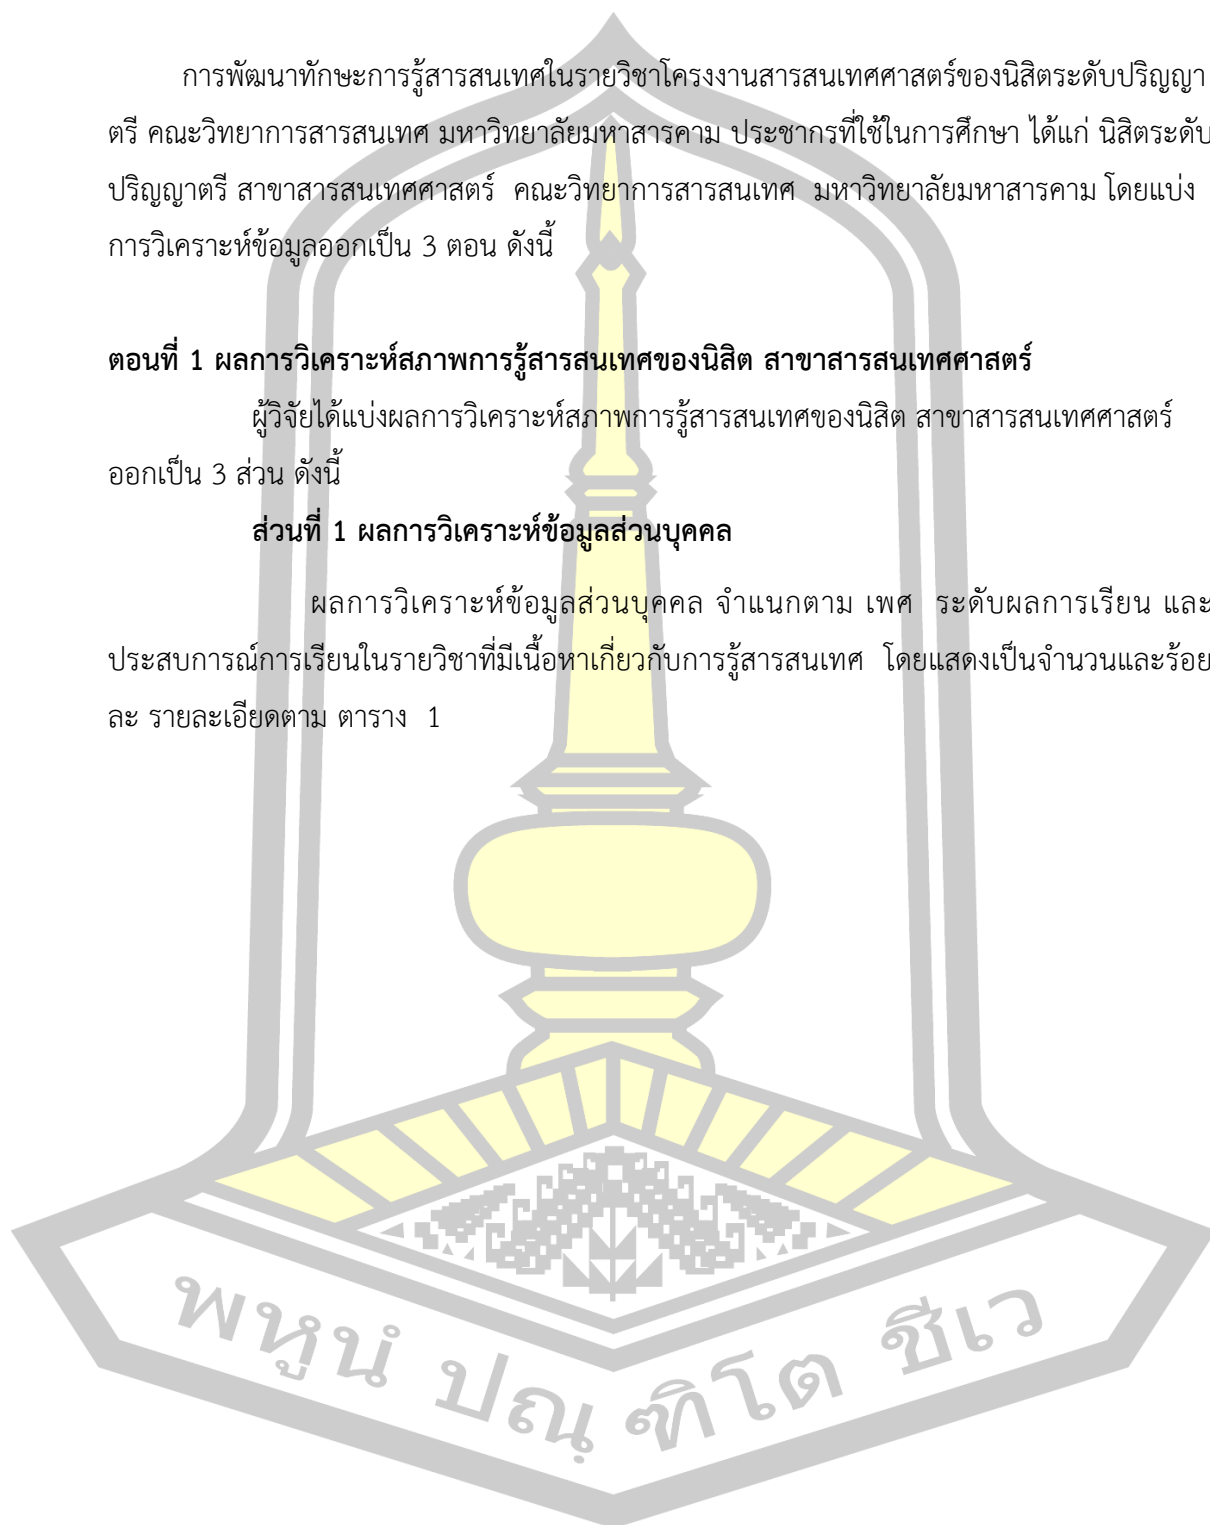 การพัฒนาทักษะการรู้สารสนเทศในรายวิชาโครงงานสารสนเทศศาสตร์ของนิสิตระดับปริญญา
ตรี คณะวิทยาการสารสนเทศ มหาวิทยาลัยมหาสารคาม ประชากรที่ใช้ในการศึกษา ได้แก่ นิสิตระดับ
ปริญญาตรี สาขาสารสนเทศศาสตร์ คณะวิทยาการสารสนเทศ มหาวิทยาลัยมหาสารคาม โดยแบ่ง
การวิเคราะห์ข้อมูลออกเป็น 3 ตอน ดังนี้
ตอนที่ 1 ผลการวิเคราะห์สภาพการรู้สารสนเทศของนิสิต สาขาสารสนเทศศาสตร์
ผู้วิจัยได้แบ่งผลการวิเคราะห์สภาพการรู้สารสนเทศของนิสิต สาขาสารสนเทศศาสตร์
ออกเป็น 3 ส่วน ดังนี้
ส่วนที่ 1 ผลการวิเคราะห์ข้อมูลส่วนบุคคล
ผลการวิเคราะห์ข้อมูลส่วนบุคคล จำแนกตาม เพศ ระดับผลการเรียน และ
ประสบการณ์การเรียนในรายวิชาที่มีเนื้อหาเกี่ยวกับการรู้สารสนเทศ โดยแสดงเป็นจำนวนและร้อย
ละ รายละเอียดตาม ตาราง 1
พหูนํ ปณฺฑิโต ชีเว